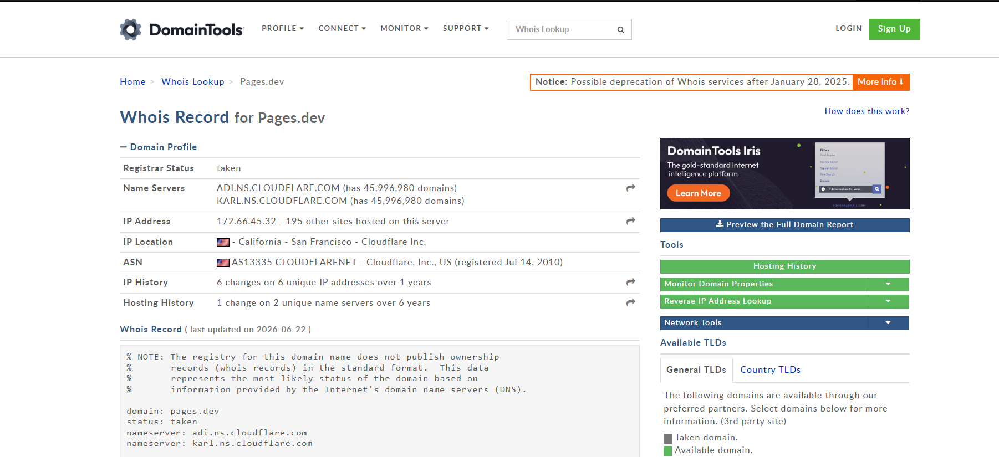 DomainTools
PROFILE CONNECT MONITOR SUPPORT Whois Lookup LOGIN Sign Up
Home > Whois Lookup > Pages.dev
Notice: Possible deprecation of Whois services after January 28, 2025. More Info
How does this work?
Whois Record for Pages.dev
Domain Profile
Registrar Status taken
Name Servers ADI.NS.CLOUDFLARE.COM (has 45,996,980 domains)
KARL.NS.CLOUDFLARE.COM (has 45,996,980 domains)
IP Address 172.66.45.32 - 195 other sites hosted on this server
IP Location - California - San Francisco - Cloudflare Inc.
ASN AS13335 CLOUDFLARENET - Cloudflare, Inc., US (registered Jul 14, 2010)
IP History 6 changes on 6 unique IP addresses over 1 years
Hosting History 1 change on 2 unique name servers over 6 years
Whois Record ( last updated on 2026-06-22 )
% NOTE: The registry for this domain name does not publish ownership
% records (whois records) in the standard format. This data
% represents the most likely status of the domain based on
% information provided by the Internet's domain name servers (DNS).
domain: pages.dev
status: taken
nameserver: adi.ns.cloudflare.com
nameserver: karl.ns.cloudflare.com
DomainTools Iris
The gold-standard Internet
intelligence platform
Learn More
Filters
Narrow Search
Expand Search
New Search
Exclude
Preview the Full Domain Report
Tools
Hosting History
Monitor Domain Properties
Reverse IP Address Lookup
Network Tools
Available TLDs
General TLDs Country TLDs
The following domains are available through our
preferred partners. Select domains below for more
information. (3rd party site)
Taken domain.
Available domain.